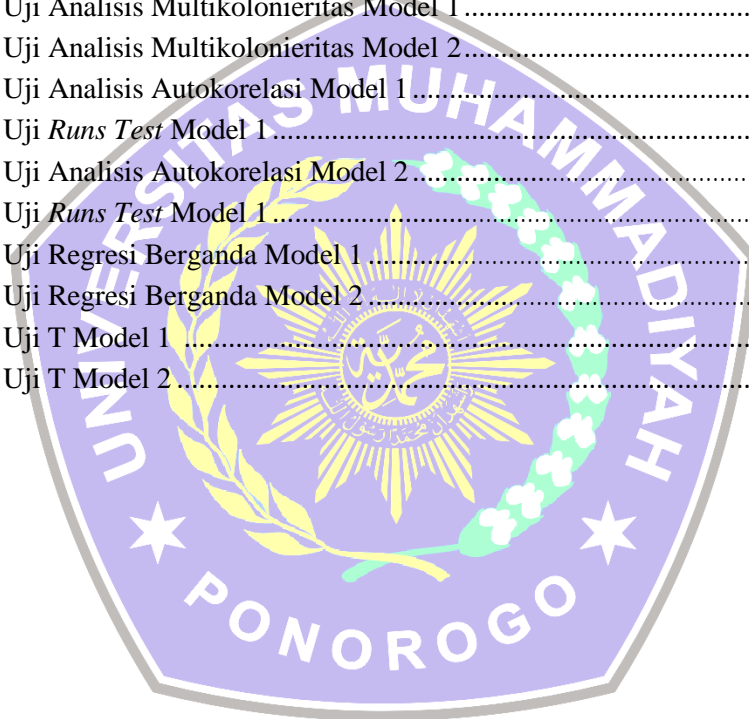 Uji Analisis Multikolonieritas Model 1
Uji Analisis Multikolonieritas Model 2
Uji Analisis Autokorelasi Model 1
Uji Runs Test Model 1
Uji Analisis Autokorelasi Model 2
Uji Runs Test Model 1
Uji Regresi Berganda Model 1
Uji Regresi Berganda Model 2
Uji T Model 1
Uji T Model 2
UNIVERSITAS MUHAMMADIYAH
PONOROGO